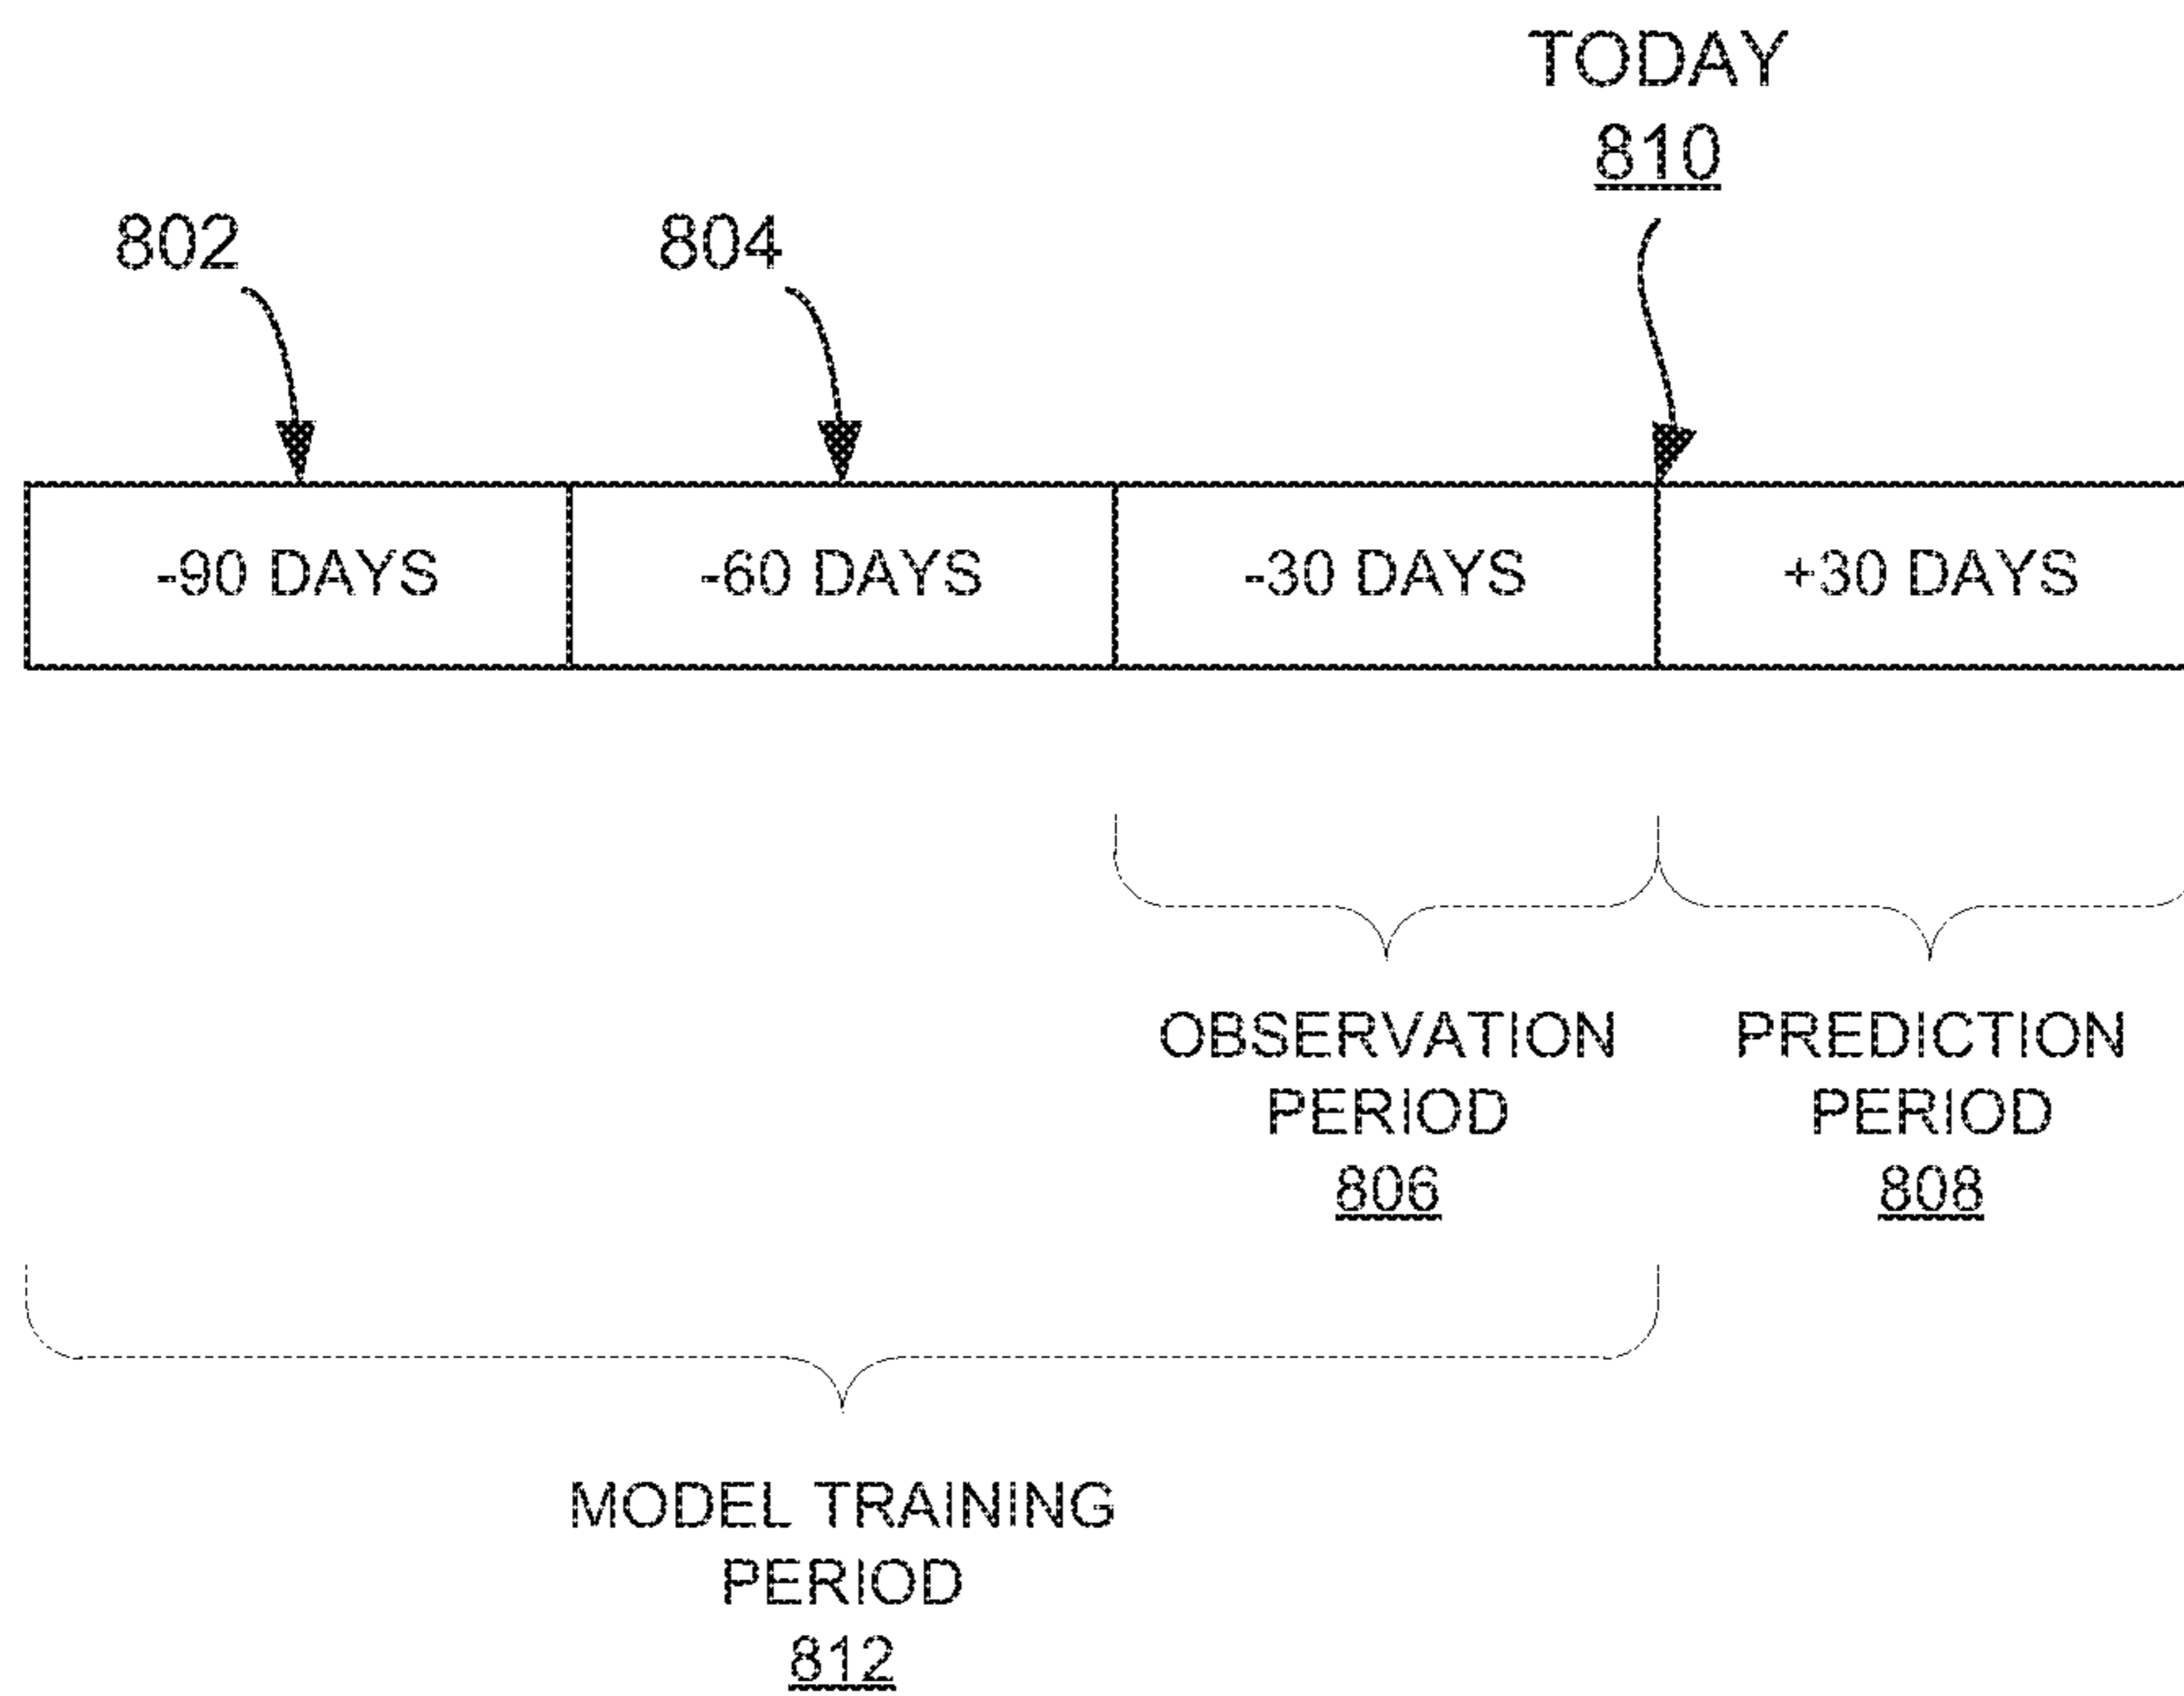 TODAY
810
802
804
-90 DAYS
-60 DAYS
-30 DAYS
+30 DAYS
OBSERVATION
PERIOD
806
PREDICTION
PERIOD
808
MODEL TRAINING
PERIOD
812